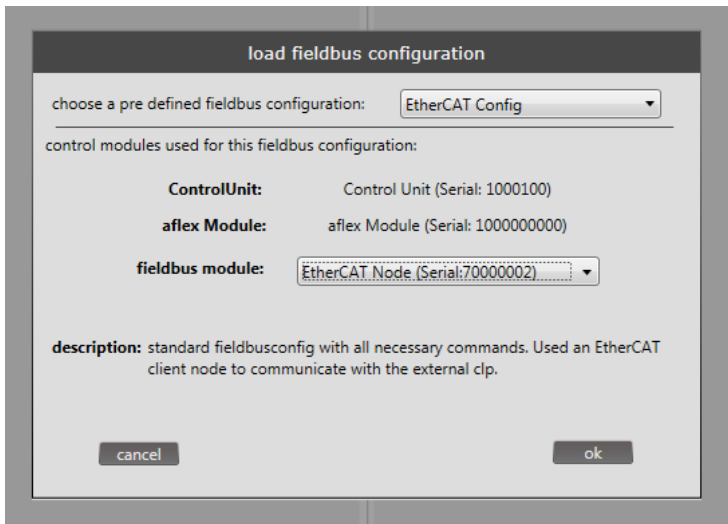 load fieldbus configuration
choose a pre defined fieldbus configuration: EtherCAT Config
control modules used for this fieldbus configuration:
ControlUnit: Control Unit (Serial: 1000100)
aflex Module: aflex Module (Serial: 1000000000)
fieldbus module: EtherCAT Node (Serial:70000002)
description: standard fieldbusconfig with all necessary commands. Used an EtherCAT
client node to communicate with the external clp.
cancel ok